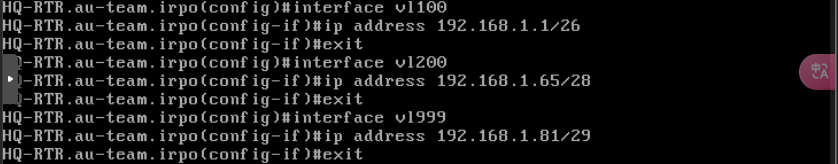 HQ-RTR.au-team.irpo(config)#interface vl100
HQ-RTR.au-team.irpo(config-if)#ip address 192.168.1.1/26
HQ-RTR.au-team.irpo(config-if)#exit
HQ-RTR.au-team.irpo(config)#interface vl200
HQ-RTR.au-team.irpo(config-if)#ip address 192.168.1.65/28
HQ-RTR.au-team.irpo(config-if)#exit
HQ-RTR.au-team.irpo(config)#interface vl999
HQ-RTR.au-team.irpo(config-if)#ip address 192.168.1.81/29
HQ-RTR.au-team.irpo(config-if)#exit